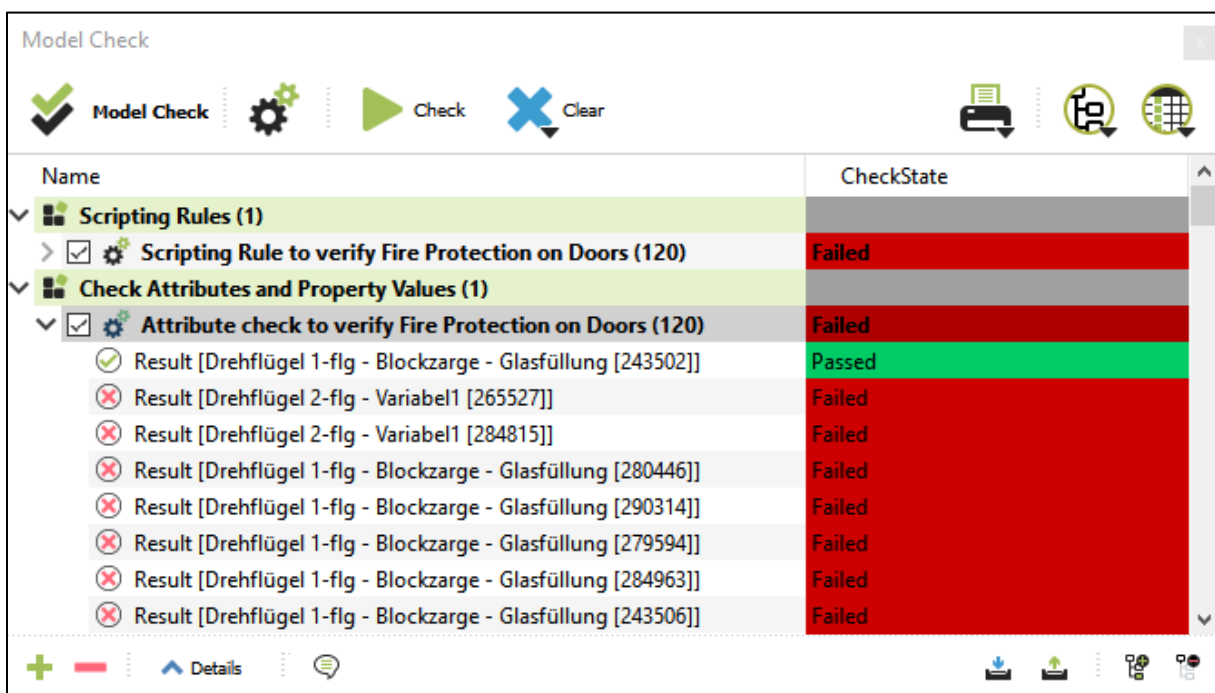 Model Check
Model Check Check Clear
Name CheckState
Scripting Rules (1)
Scripting Rule to verify Fire Protection on Doors (120) Failed
Check Attributes and Property Values (1)
Attribute check to verify Fire Protection on Doors (120) Failed
Result [Drehflügel 1-flg - Blockzarge - Glasfüllung [243502]] Passed
Result [Drehflügel 2-flg - Variabel1 [265527]] Failed
Result [Drehflügel 2-flg - Variabel1 [284815]] Failed
Result [Drehflügel 1-flg - Blockzarge - Glasfüllung [280446]] Failed
Result [Drehflügel 1-flg - Blockzarge - Glasfüllung [290314]] Failed
Result [Drehflügel 1-flg - Blockzarge - Glasfüllung [279594]] Failed
Result [Drehflügel 1-flg - Blockzarge - Glasfüllung [284963]] Failed
Result [Drehflügel 1-flg - Blockzarge - Glasfüllung [243506]] Failed
Details